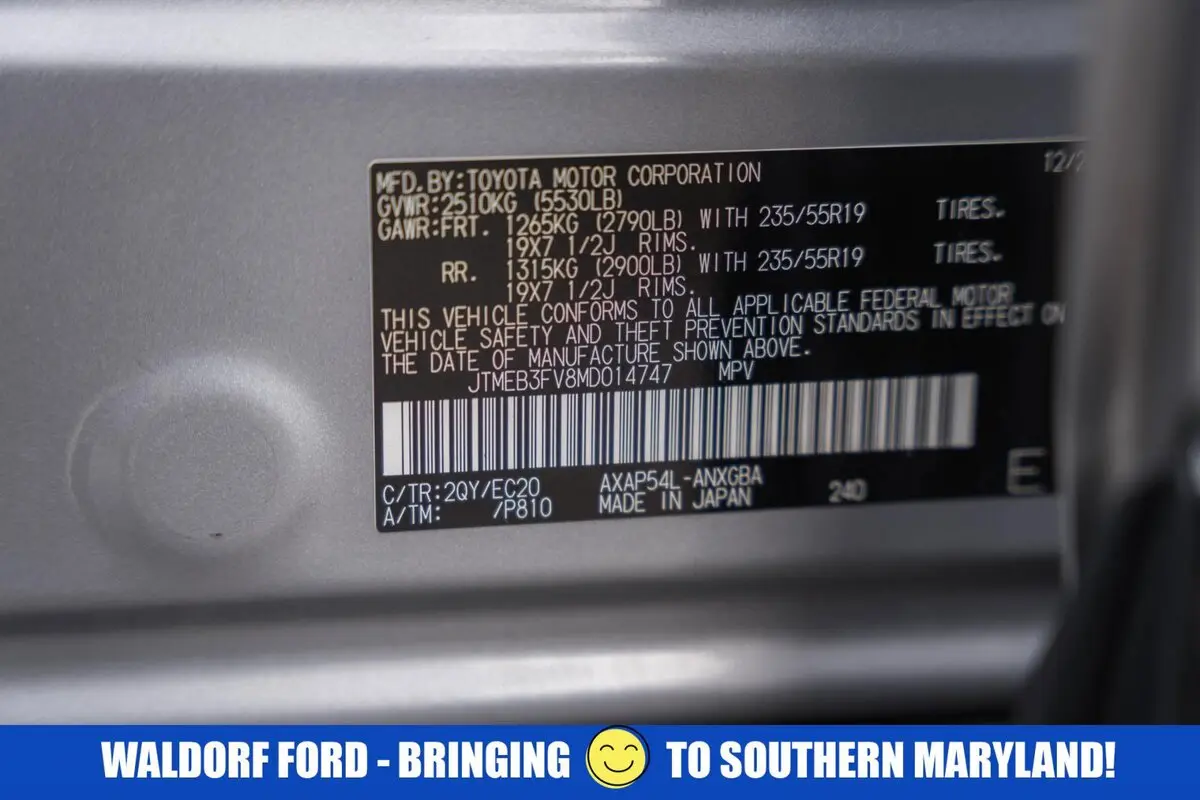 12/2
MFD.BY:TOYOTA MOTOR CORPORATION
GVWR:2510KG (5530LB)
GAWR:FRT. 1265KG (2790LB) WITH 235/55R19 TIRES.
19X7 1/2J RIMS.
RR. 1315KG (2900LB) WITH 235/55R19 TIRES.
19X7 1/2J RIMS.
THIS VEHICLE CONFORMS TO ALL APPLICABLE FEDERAL MOTOR
VEHICLE SAFETY AND THEFT PREVENTION STANDARDS IN EFFECT ON
THE DATE OF MANUFACTURE SHOWN ABOVE.
JTMEB3FV8MD014747 MPV
C/TR:2QY/EC20 AXAP54L-ANXGBA
A/TM: /P810 MADE IN JAPAN 240 E
WALDORF FORD - BRINGING TO SOUTHERN MARYLAND!